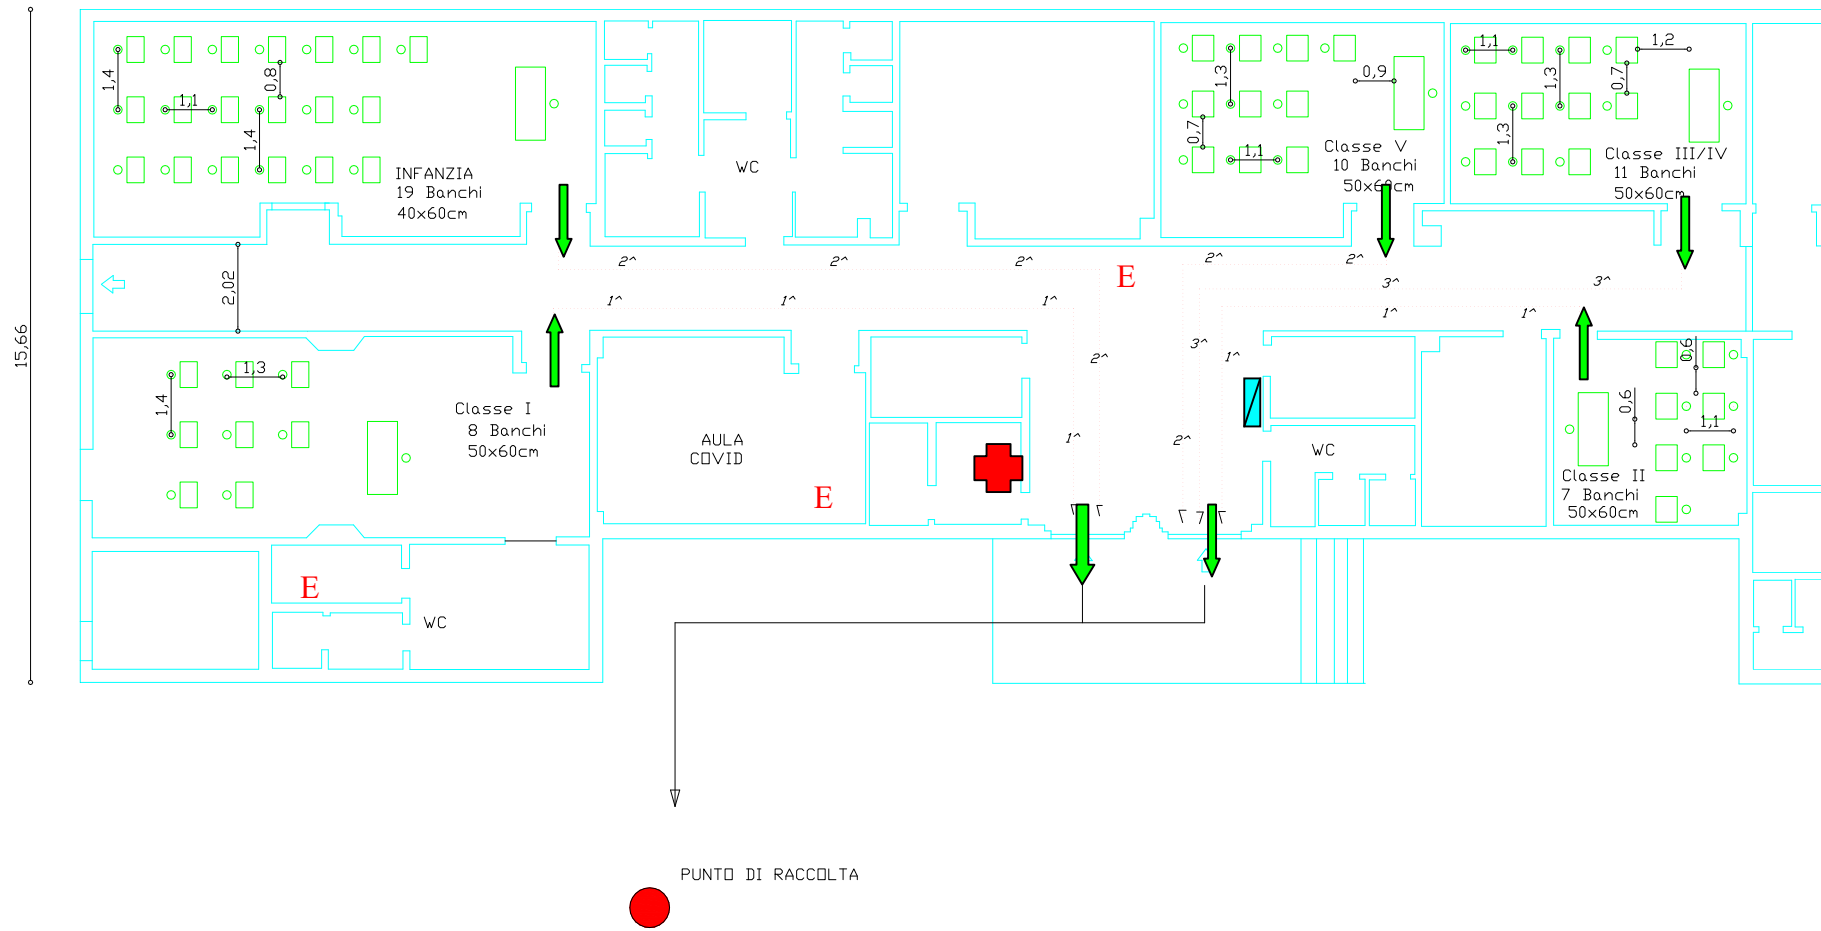 1,4
1,1
0,8
1,4
INFANZIA
19 Banchi
40x60cm
WC
1,3
0,7
1,1
0,9
Classe V
10 Banchi
50x60cm
1,1
1,3
1,3
0,7
1,2
Classe III/IV
11 Banchi
50x60cm
15,66
2,02
2^
2^
2^
E
2^
2^
3^
3^
1^
1^
1^
1^
1^
1,4
1,3
Classe I
8 Banchi
50x60cm
AULA
COVID
E
2^
1^
3^
1^
2^
WC
0,6
0,6
1,1
Classe II
7 Banchi
50x60cm
E
WC
PUNTO DI RACCOLTA